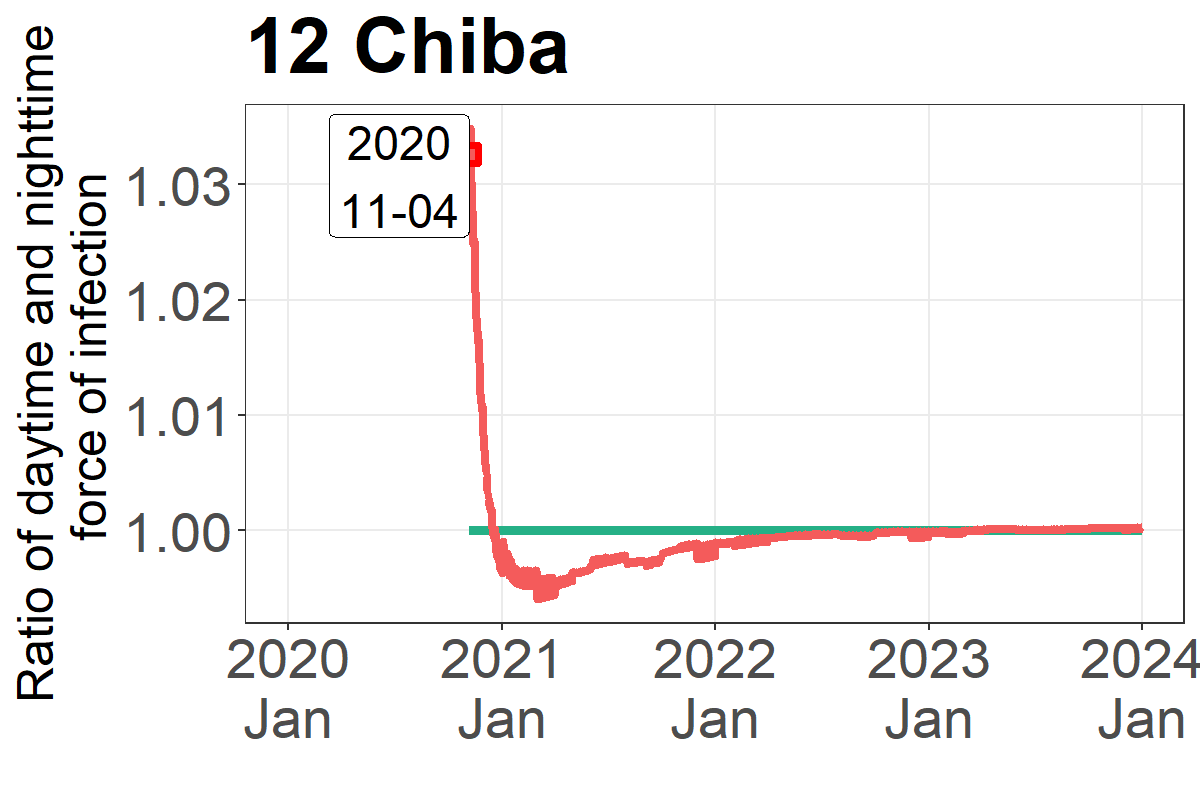 12 Chiba
Ratio of daytime and nighttime
force of infection
2020
11-04
1.03
1.02
1.01
1.00
2020
Jan
2021
Jan
2022
Jan
2023
Jan
2024
Jan